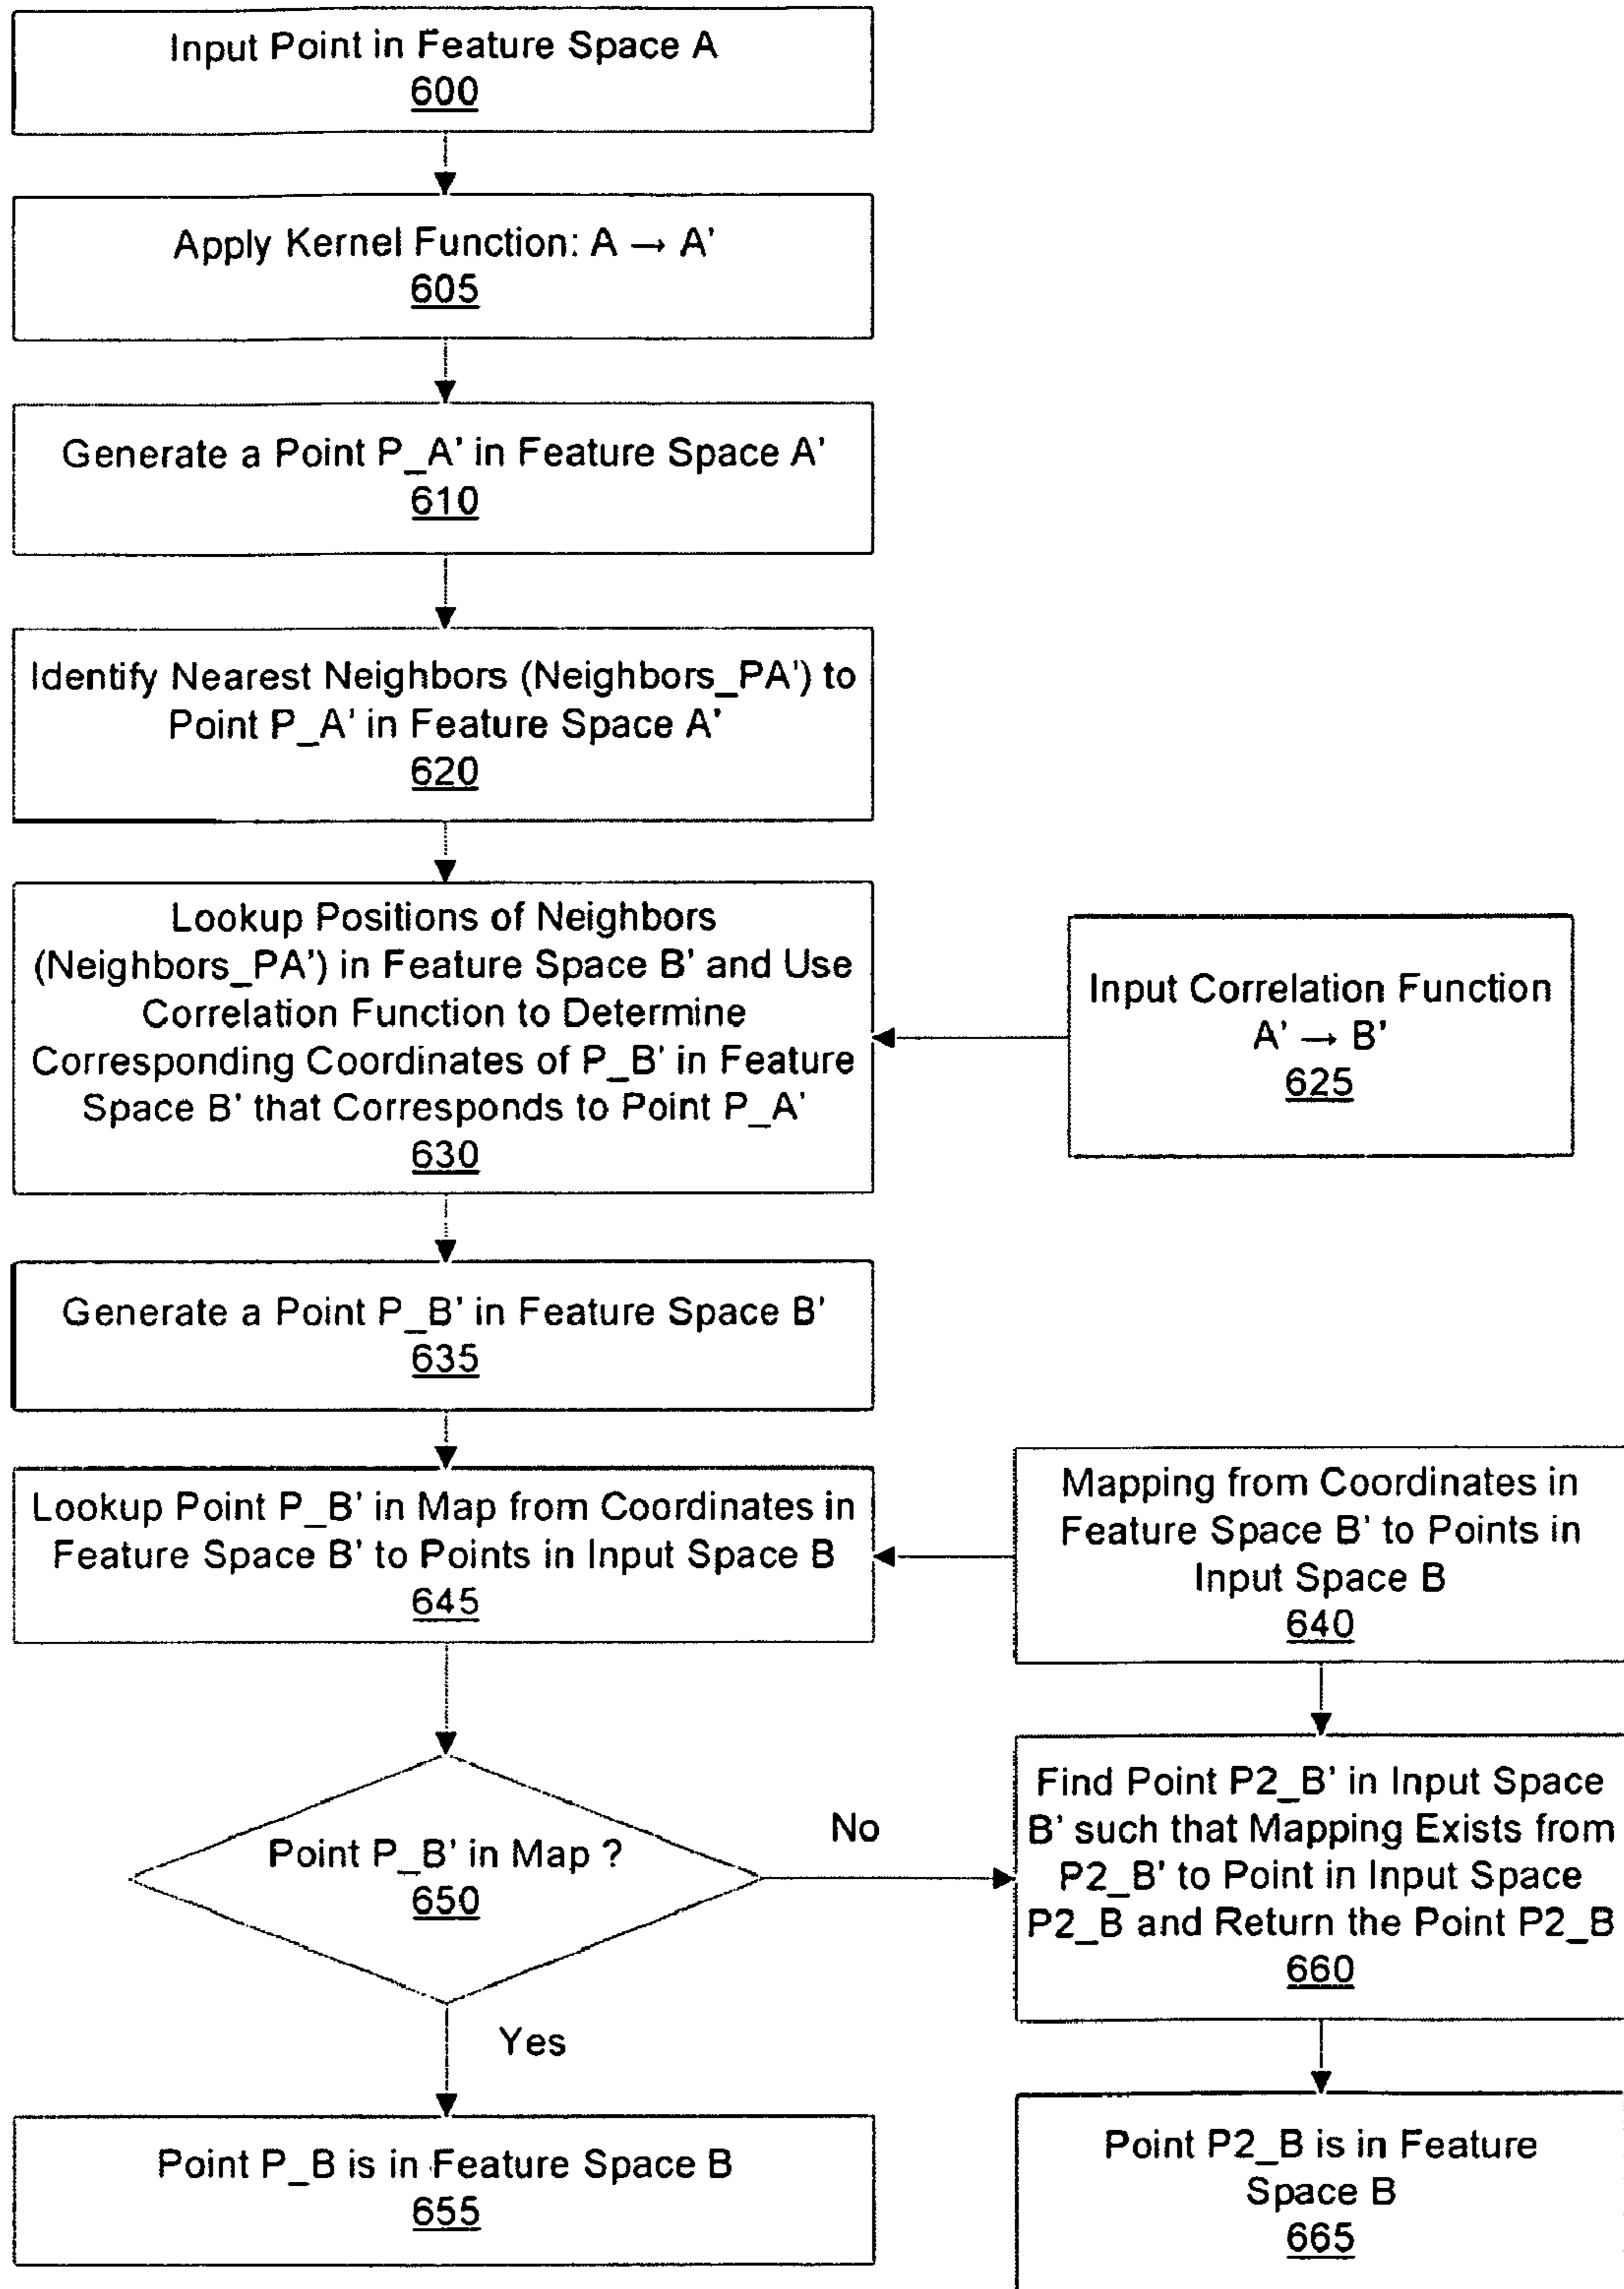 Input Point in Feature Space A
600
Apply Kernel Function: A → A'
605
Generate a Point P_A' in Feature Space A'
610
Identify Nearest Neighbors (Neighbors_PA') to
Point P_A' in Feature Space A'
620
Lookup Positions of Neighbors
(Neighbors_PA') in Feature Space B' and Use
Correlation Function to Determine
Corresponding Coordinates of P_B' in Feature
Space B' that Corresponds to Point P_A'
630
Input Correlation Function
A' → B'
625
Generate a Point P_B' in Feature Space B'
635
Lookup Point P_B' in Map from Coordinates in
Feature Space B' to Points in Input Space B
645
Mapping from Coordinates in
Feature Space B' to Points in
Input Space B
640
Point P_B' in Map ?
650
No
Find Point P2_B' in Input Space
B' such that Mapping Exists from
P2_B' to Point in Input Space
P2_B and Return the Point P2_B
660
Yes
Point P_B is in Feature Space B
655
Point P2_B is in Feature
Space B
665